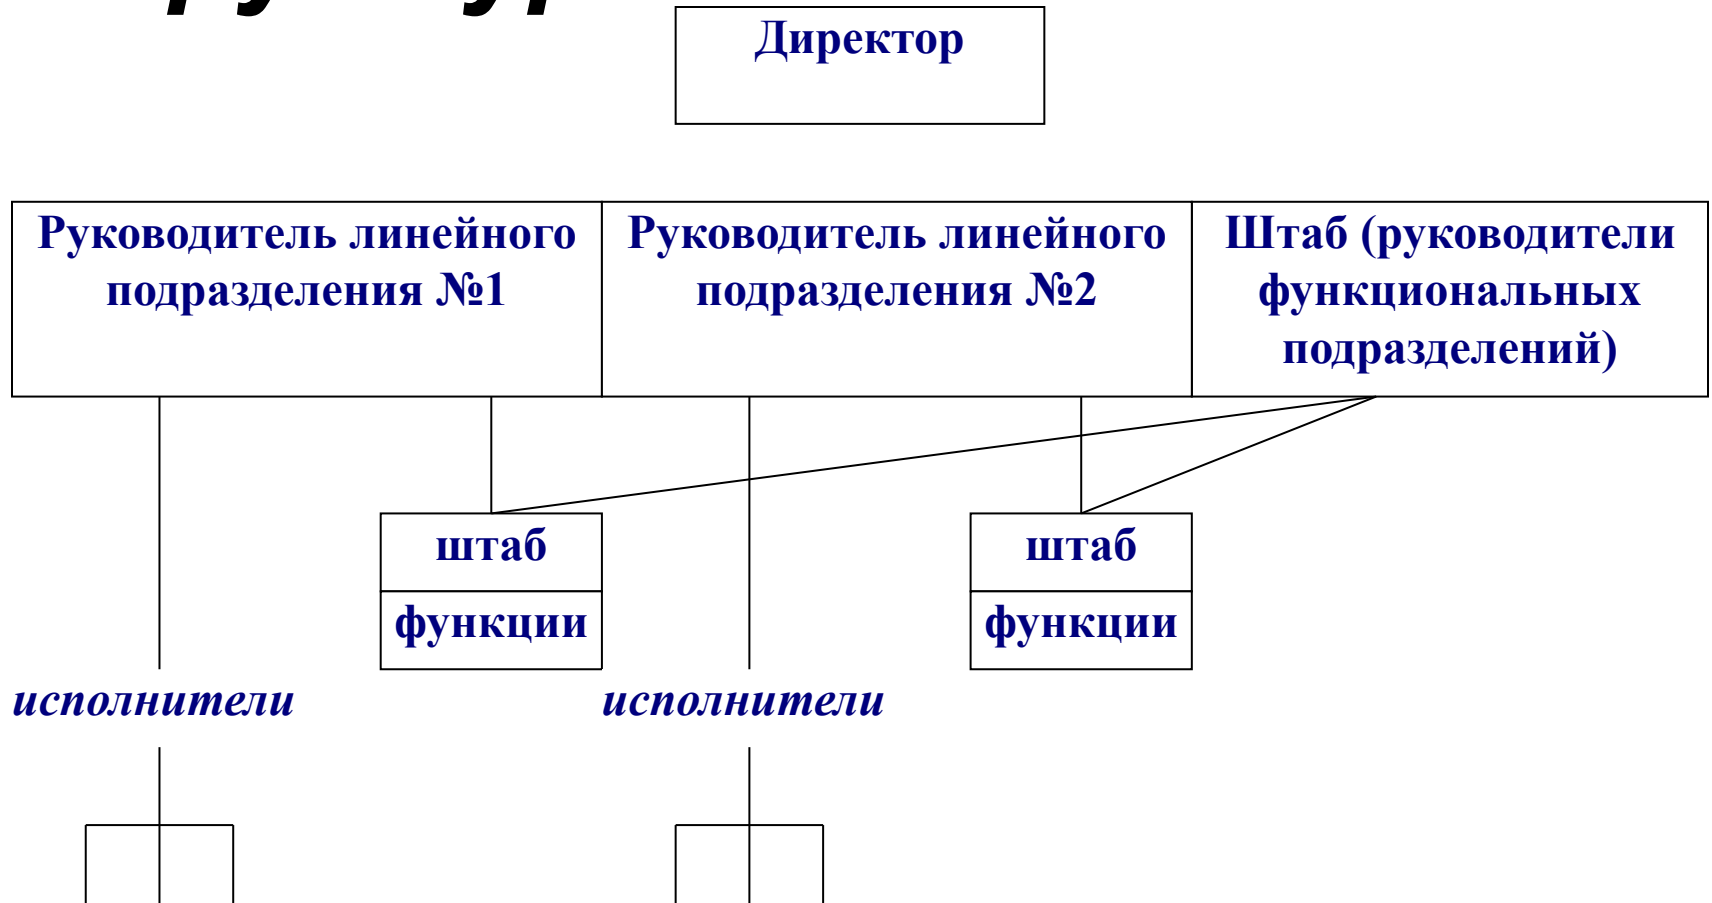 Директор
Руководитель линейного
подразделения №1
Руководитель линейного
подразделения №2
Штаб (руководители
функциональных
подразделений)
штаб
функции
штаб
функции
исполнители
исполнители